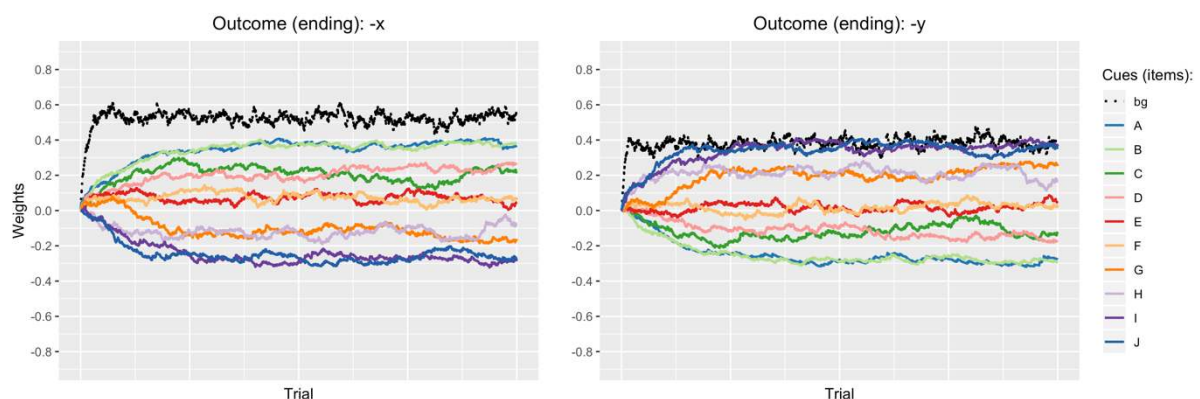 Outcome (ending): -x
Outcome (ending): -y
Weights
0.8
0.6
0.4
0.2
0.0
-0.2
-0.4
-0.6
-0.8
Trial
0.8
0.6
0.4
0.2
0.0
-0.2
-0.4
-0.6
-0.8
Trial
Cues (items):
bg
A
B
C
D
E
F
G
H
I
J